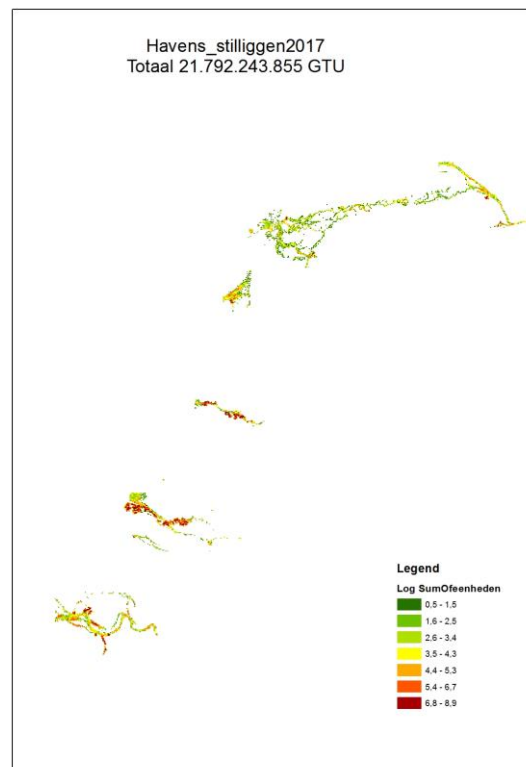 Havens_stilliggen2017
Totaal 21.792.243.855 GTU
Legend
Log SumOfeenheden
0,5 - 1,5
1,6 - 2,5
2,6 - 3,4
3,5 - 4,3
4,4 - 5,3
5,4 - 6,7
6,8 - 8,9